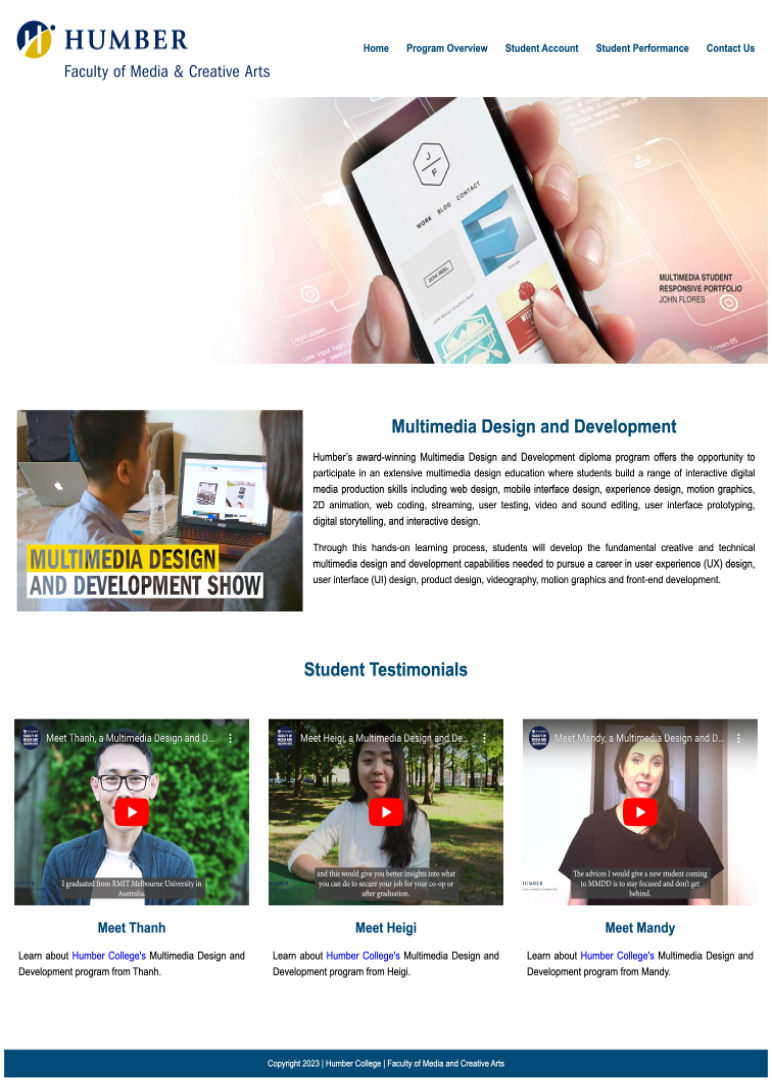 HUMBER
Faculty of Media & Creative Arts
Home Program Overview Student Account Student Performance Contact Us
J
F
WORK BLOG CONTACT
MULTIMEDIA STUDENT
RESPONSIVE PORTFOLIO
JOHN FLORES
Login screen
Screen 05
MULTIMEDIA DESIGN
AND DEVELOPMENT SHOW
Multimedia Design and Development
Humber's award-winning Multimedia Design and Development diploma program offers the opportunity to
participate in an extensive multimedia design education where students build a range of interactive digital
media production skills including web design, mobile interface design, experience design, motion graphics,
2D animation, web coding, streaming, user testing, video and sound editing, user interface prototyping,
digital storytelling, and interactive design.
Through this hands-on learning process, students will develop the fundamental creative and technical
multimedia design and development capabilities needed to pursue a career in user experience (UX) design,
user interface (UI) design, product design, videography, motion graphics and front-end development.
Student Testimonials
Meet Thanh, a Multimedia Design and D...
I graduated from RMIT Melbourne University in
Australia.
Meet Heigi, a Multimedia Design and De...
and this would give you better insights into what
you can do to secure your job for your co-op or
after graduation.
Meet Mandy, a Multimedia Design and D...
The advices I would give a new student coming
to MMDD is to stay focused and don't get
behind.
Meet Thanh
Learn about Humber College's Multimedia Design and
Development program from Thanh.
Meet Heigi
Learn about Humber College's Multimedia Design and
Development program from Heigi.
Meet Mandy
Learn about Humber College's Multimedia Design and
Development program from Mandy.
Copyright 2023 | Humber College | Faculty of Media and Creative Arts